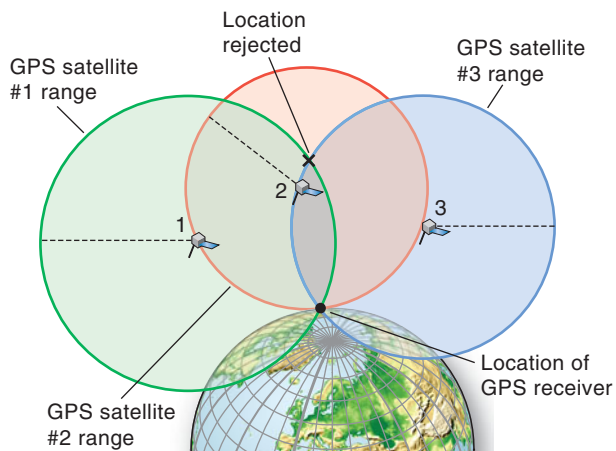 Location
rejected
GPS satellite
#1 range
GPS satellite
#3 range
2
1
3
GPS satellite
#2 range
Location of
GPS receiver